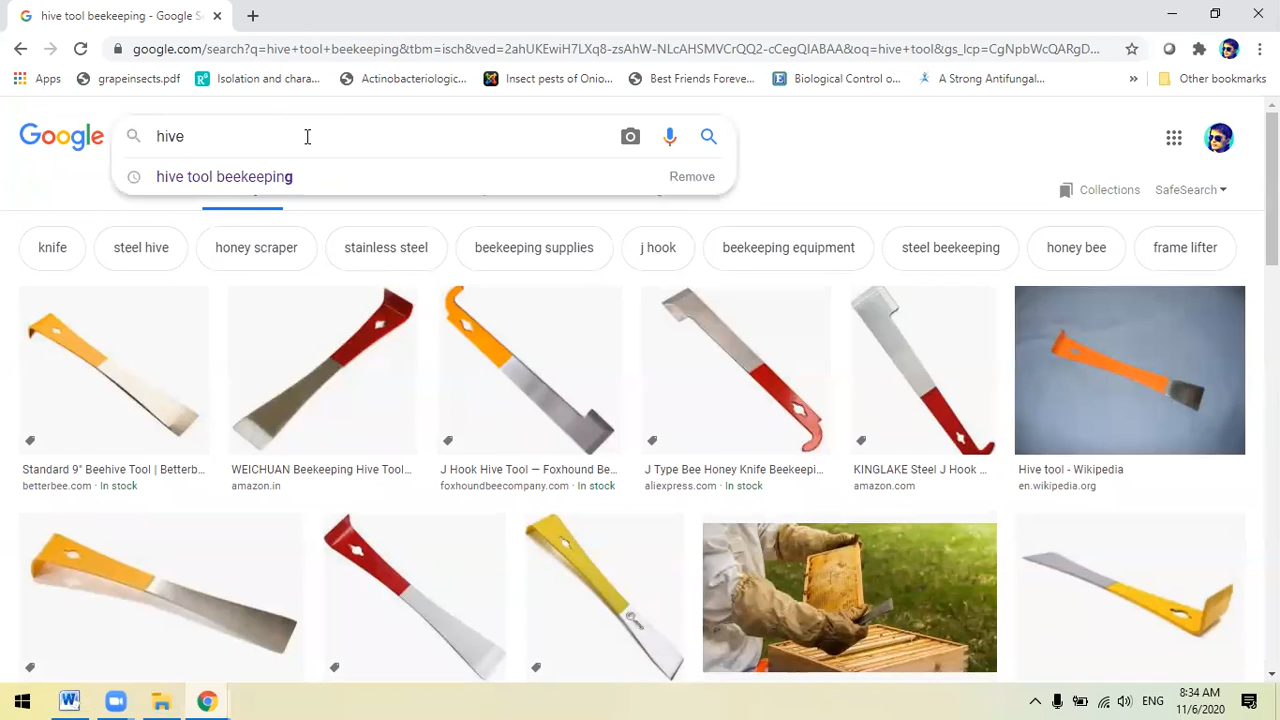 hive tool beekeeping - Google S
google.com/search?q=hive+tool+beekeeping&tbm=isch&ved=2ahUKEwiH7LXq8-zsAhW-NLcAHSMVCrQQ2-cCegQIABAA&oq=hive+tool&gs_lcp=CgNpbWcQARgD...
Apps grapeinsects.pdf Isolation and chara... Actinobacteriologic... Insect pests of Onio... Best Friends Foreve... Biological Control o... A Strong Antifungal... » Other bookmarks
Google hive
hive tool beekeeping Remove
Collections SafeSearch
knife steel hive honey scraper stainless steel beekeeping supplies j hook beekeeping equipment steel beekeeping honey bee frame lifter
Standard 9" Beehive Tool | Betterb... WEICHUAN Beekeeping Hive Tool... J Hook Hive Tool — Foxhound Be... J Type Bee Honey Knife Beekeepi... KINGLAKE Steel J Hook ... Hive tool - Wikipedia
betterbee.com · In stock amazon.in foxhoundbeecompany.com · In stock aliexpress.com · In stock amazon.com en.wikipedia.org
ENG 8:34 AM
11/6/2020